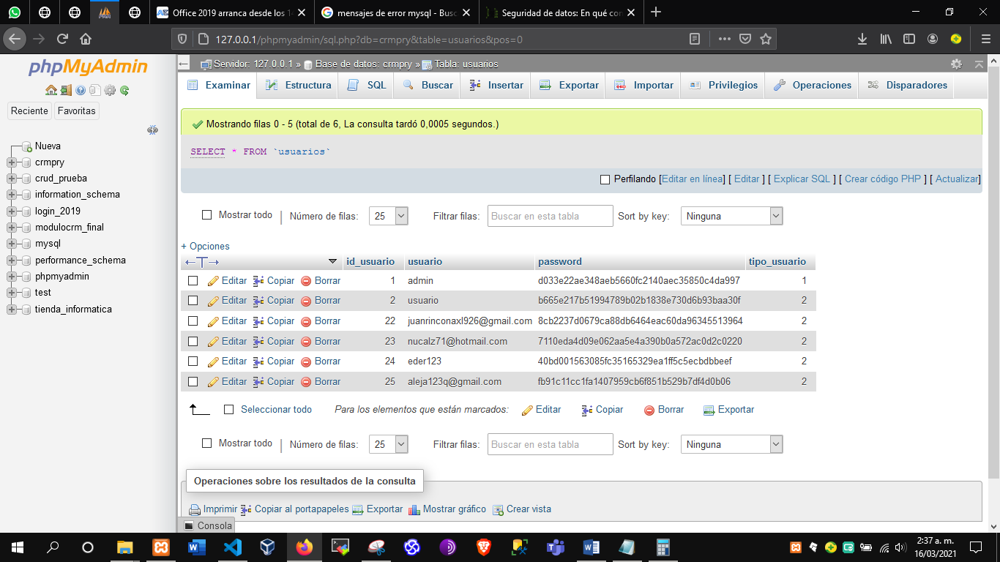 Office 2019 arranca desde los 14
mensajes de error mysql - Busc
Seguridad de datos: En qué con
127.0.0.1/phpmyadmin/sql.php?db=crmpry&table=usuarios&pos=0
phpMyAdmin
Reciente Favoritas
Nueva
crmpry
crud_prueba
information_schema
login_2019
modulocrm_final
mysql
performance_schema
phpmyadmin
test
tienda_informatica
Servidor: 127.0.0.1 » Base de datos: crmpry » Tabla: usuarios
Examinar Estructura SQL Buscar Insertar Exportar Importar Privilegios Operaciones Disparadores
Mostrando filas 0 - 5 (total de 6, La consulta tardó 0,0005 segundos.)
SELECT * FROM `usuarios`
Perfilando [Editar en línea] [ Editar ] [ Explicar SQL ] [ Crear código PHP ] [ Actualizar]
Mostrar todo Número de filas: 25 Filtrar filas: Buscar en esta tabla Sort by key: Ninguna
+ Opciones
←T→ id_usuario usuario password tipo_usuario
Editar Copiar Borrar 1 admin d033e22ae348aeb5660fc2140aec35850c4da997 1
Editar Copiar Borrar 2 usuario b665e217b51994789b02b1838e730d6b93baa30f 2
Editar Copiar Borrar 22 juanrinconaxl926@gmail.com 8cb2237d0679ca88db6464eac60da96345513964 2
Editar Copiar Borrar 23 nucalz71@hotmail.com 7110eda4d09e062aa5e4a390b0a572ac0d2c0220 2
Editar Copiar Borrar 24 eder123 40bd001563085fc35165329ea1ff5c5ecbdbbeef 2
Editar Copiar Borrar 25 aleja123q@gmail.com fb91c11cc1fa1407959cb6f851b529b7df4d0b06 2
Seleccionar todo Para los elementos que están marcados: Editar Copiar Borrar Exportar
Mostrar todo Número de filas: 25 Filtrar filas: Buscar en esta tabla Sort by key: Ninguna
Operaciones sobre los resultados de la consulta
Imprimir Copiar al portapapeles Exportar Mostrar gráfico Crear vista
Consola
2:37 a. m.
16/03/2021